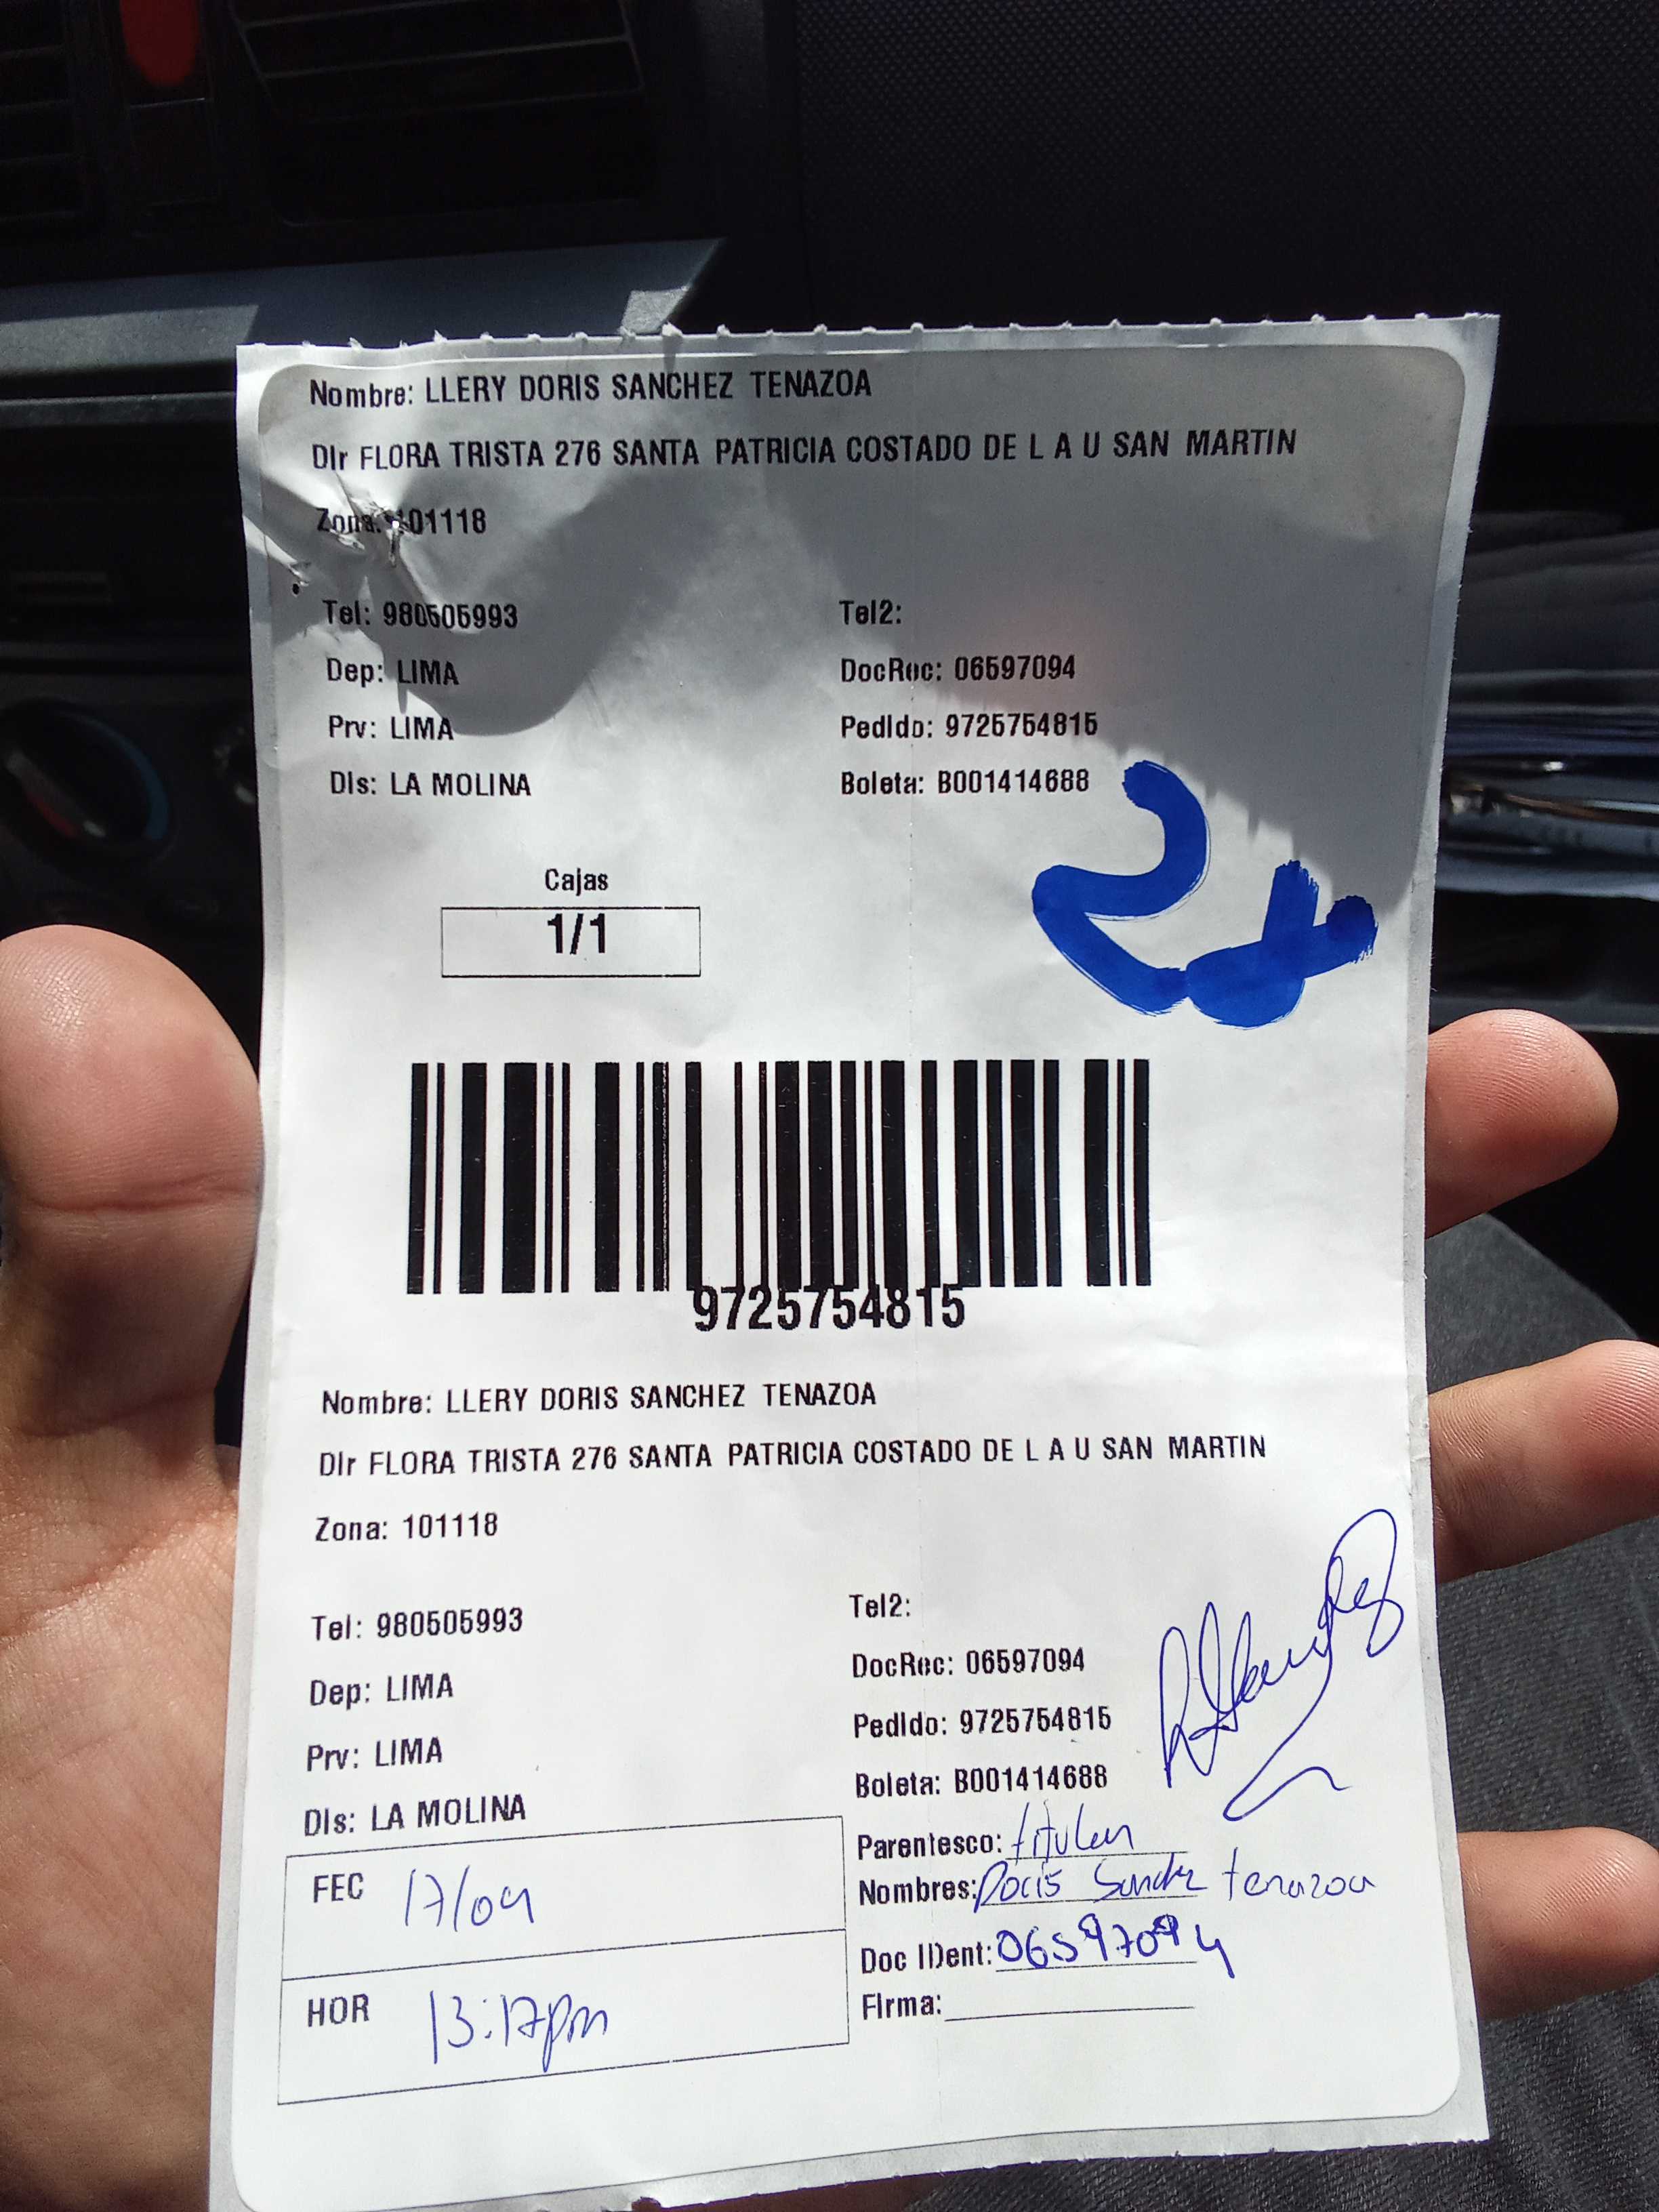 Nombre: LLERY DORIS SANCHEZ TENAZOA
DIr FLORA TRISTA 276 SANTA PATRICIA COSTADO DE L A U SAN MARTIN
Zona: 101118
Tel: 980505993 Tel2:
Dep: LIMA DocRec: 06597094
Prv: LIMA PedIdo: 9725754815
DIs: LA MOLINA Boleta: B001414688
Cajas
1/1
9725754815
Nombre: LLERY DORIS SANCHEZ TENAZOA
DIr FLORA TRISTA 276 SANTA PATRICIA COSTADO DE L A U SAN MARTIN
Zona: 101118
Tel: 980505993 Tel2:
Dep: LIMA DocRec: 06597094
Prv: LIMA PedIdo: 9725754815
DIs: LA MOLINA Boleta: B001414688
Parentesco: titular
FEC 17/09 Nombres: Doris Sanchz tenazoa
Doc IDent: 06597094
HOR 13:17pm FIrma: